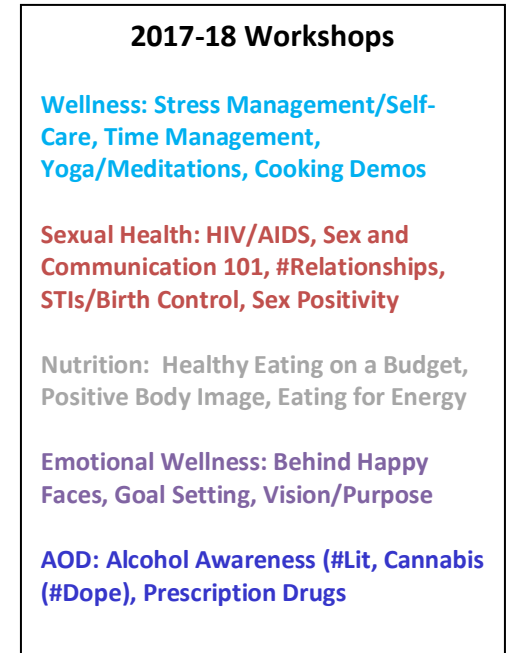 2017-18 Workshops
Wellness: Stress Management/Self-
Care, Time Management,
Yoga/Meditations, Cooking Demos
Sexual Health: HIV/AIDS, Sex and
Communication 101, #Relationships,
STIs/Birth Control, Sex Positivity
Nutrition:  Healthy Eating on a Budget,
Positive Body Image, Eating for Energy
Emotional Wellness: Behind Happy
Faces, Goal Setting, Vision/Purpose
AOD: Alcohol Awareness (#Lit, Cannabis
(#Dope), Prescription Drugs